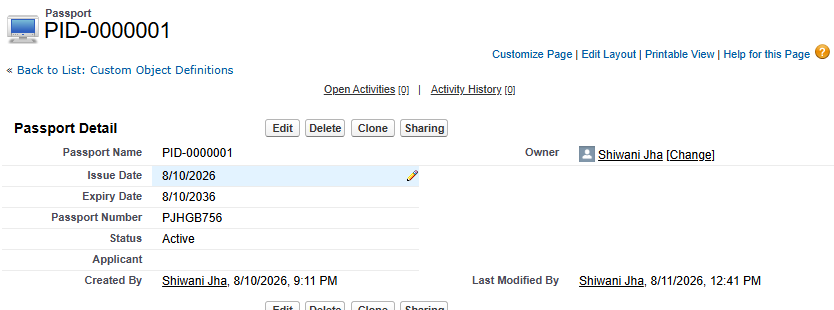 Passport
PID-0000001
Customize Page | Edit Layout | Printable View | Help for this Page ?
« Back to List: Custom Object Definitions
Open Activities [0] | Activity History [0]
Passport Detail Edit Delete Clone Sharing
Passport Name PID-0000001 Owner Shiwani Jha [Change]
Issue Date 8/10/2026
Expiry Date 8/10/2036
Passport Number PJHGB756
Status Active
Applicant
Created By Shiwani Jha, 8/10/2026, 9:11 PM Last Modified By Shiwani Jha, 8/11/2026, 12:41 PM
Edit Delete Clone Sharing